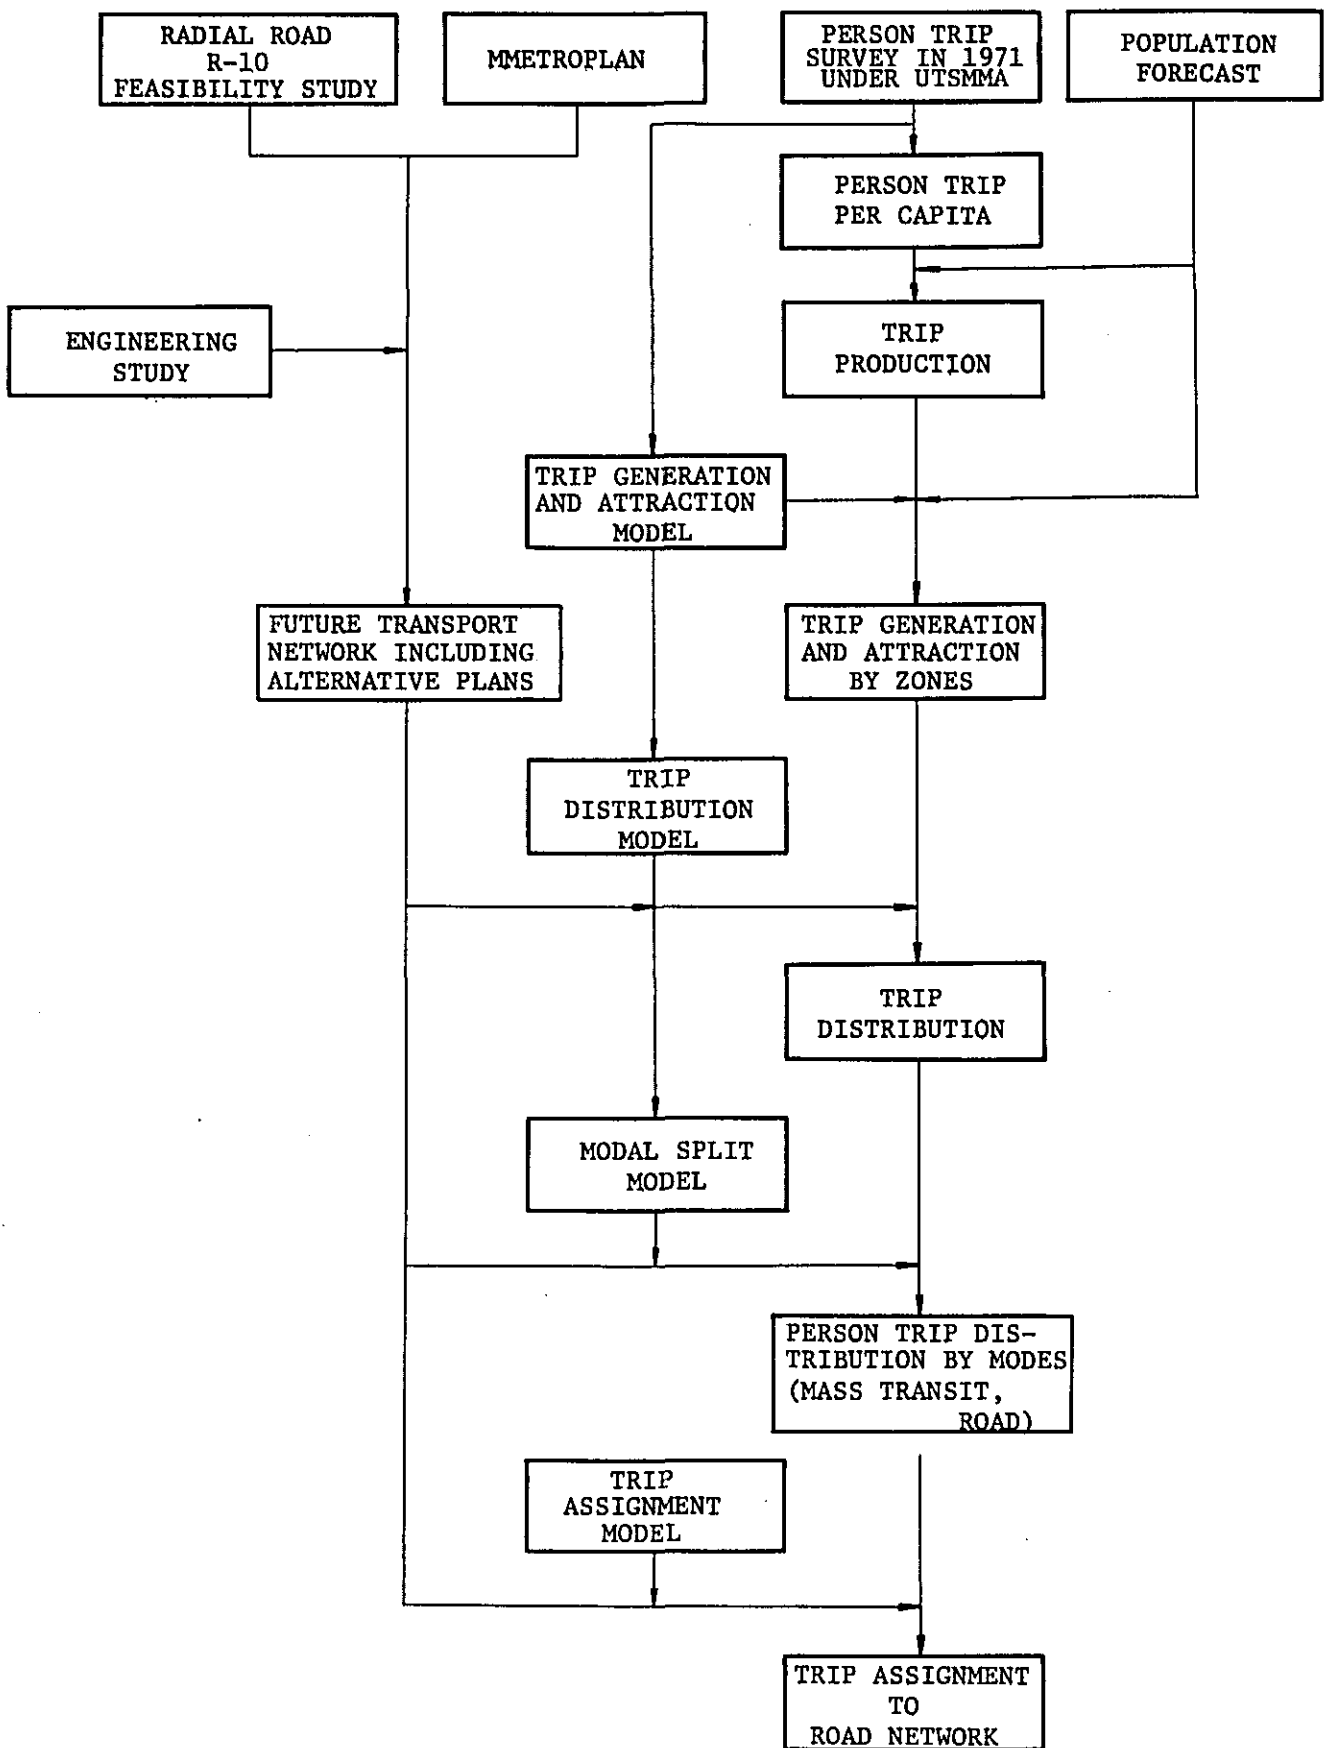 RADIAL ROAD
R-10
FEASIBILITY STUDY
MMETROPLAN
PERSON TRIP
SURVEY IN 1971
UNDER UTSMMA
POPULATION
FORECAST
PERSON TRIP
PER CAPITA
ENGINEERING
STUDY
TRIP
PRODUCTION
TRIP GENERATION
AND ATTRACTION
MODEL
FUTURE TRANSPORT
NETWORK INCLUDING
ALTERNATIVE PLANS
TRIP GENERATION
AND ATTRACTION
BY ZONES
TRIP
DISTRIBUTION
MODEL
TRIP
DISTRIBUTION
MODAL SPLIT
MODEL
PERSON TRIP DIS-
TRIBUTION BY MODES
(MASS TRANSIT,
ROAD)
TRIP
ASSIGNMENT
MODEL
TRIP ASSIGNMENT
TO
ROAD NETWORK